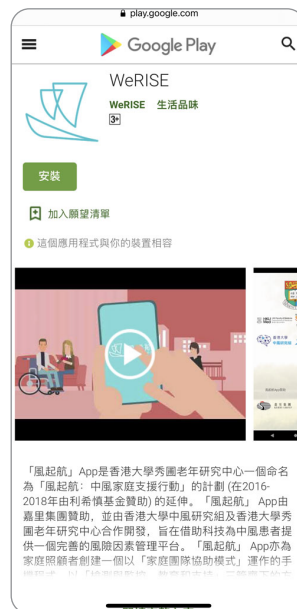 play.google.com
Google Play
WeRISE
WeRISE 生活品味
3+
安裝
加入願望清單
這個應用程式與你的裝置相容
「風起航」App是香港大學秀圃老年研究中心一個命名
為「風起航：中風家庭支援行動」的計劃 (在2016-
2018年由利希慎基金贊助) 的延伸。「風起航」 App由
嘉里集團贊助，並由香港大學中風研究組及香港大學秀
圃老年研究中心合作開發，旨在借助科技為中風患者提
供一個完善的風險因素管理平台。「風起航」 App亦為
家庭照顧者創建一個以「家庭團隊協助模式」運作的手